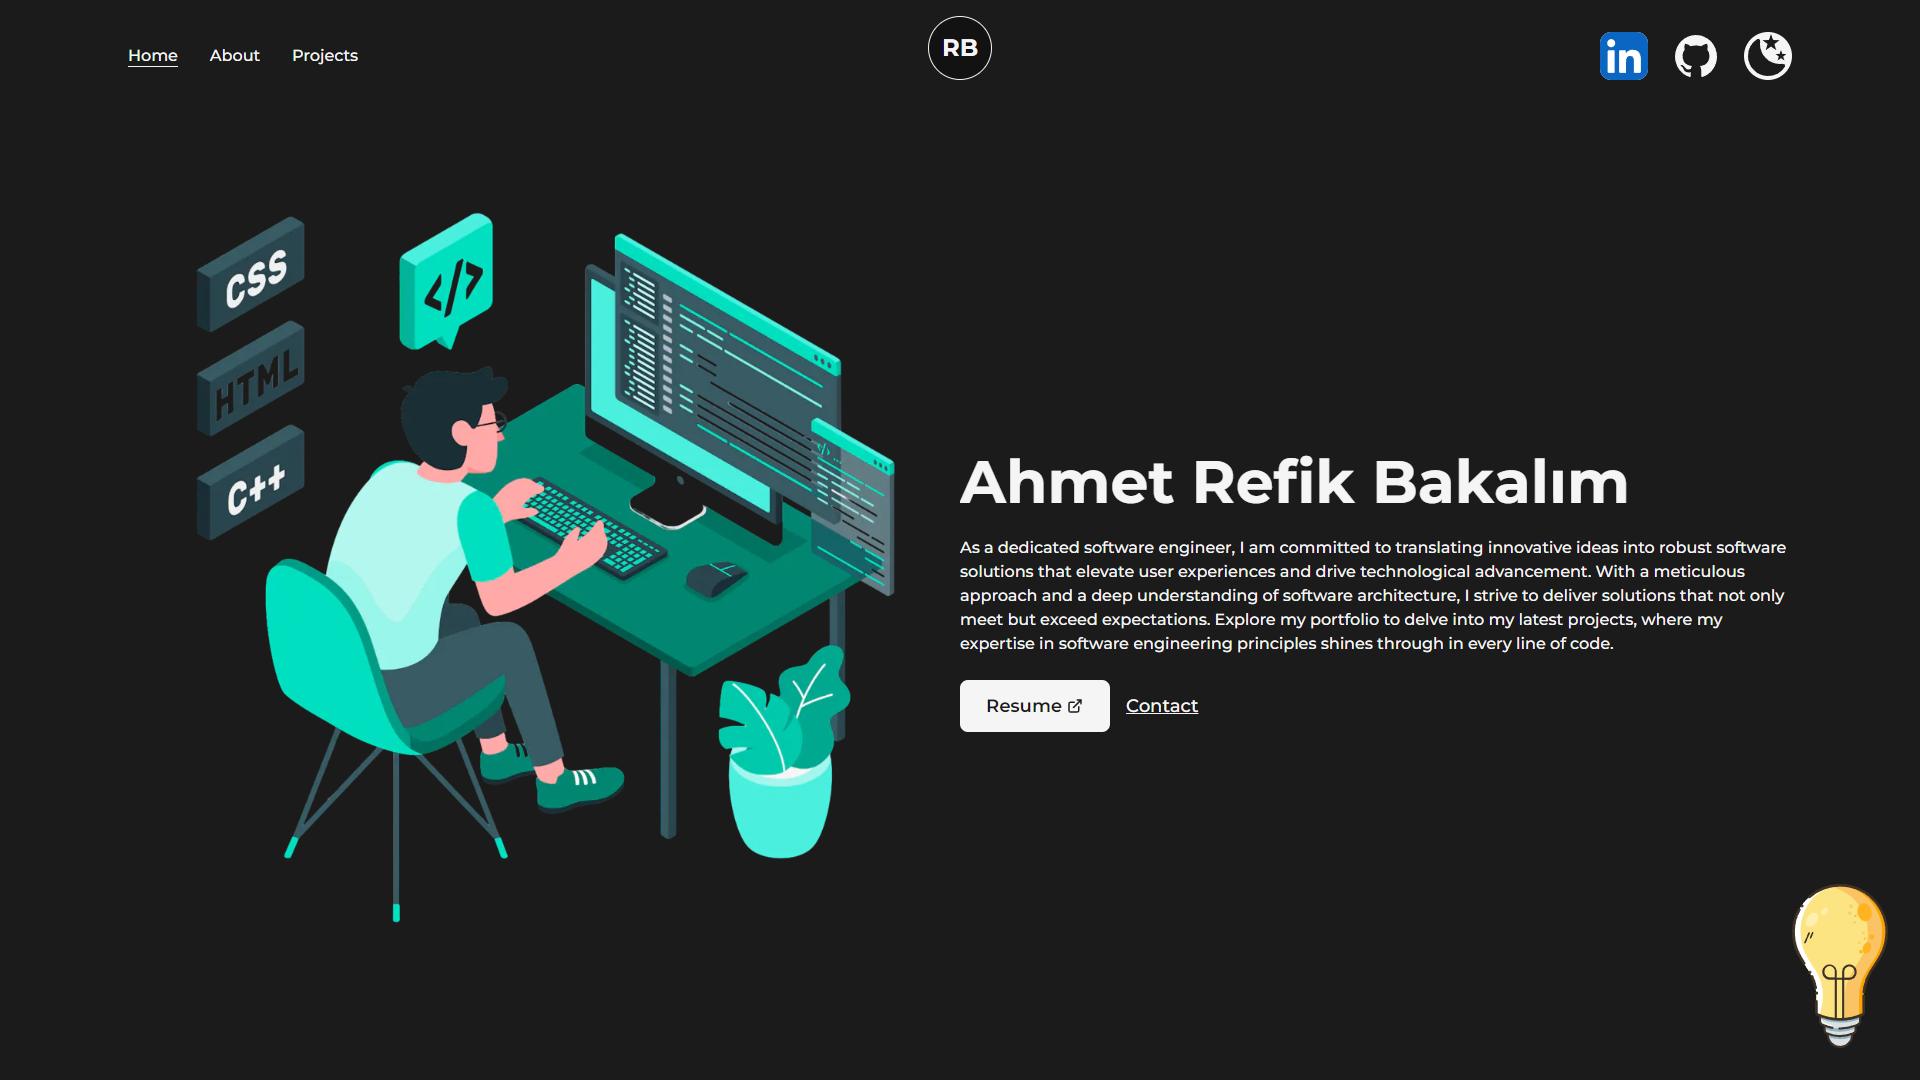 Home About Projects
RB
in
CSS
</>
HTML
C++
Ahmet Refik Bakalım
As a dedicated software engineer, I am committed to translating innovative ideas into robust software
solutions that elevate user experiences and drive technological advancement. With a meticulous
approach and a deep understanding of software architecture, I strive to deliver solutions that not only
meet but exceed expectations. Explore my portfolio to delve into my latest projects, where my
expertise in software engineering principles shines through in every line of code.
Resume Contact